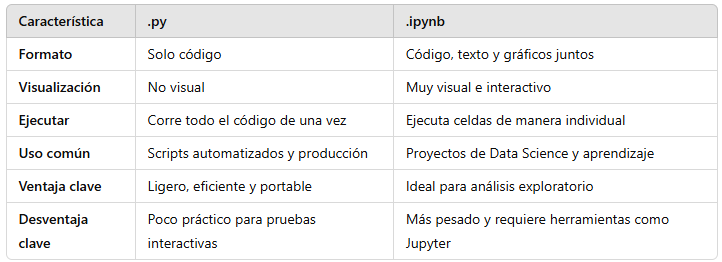 Característica .py .ipynb
Formato Solo código Código, texto y gráficos juntos
Visualización No visual Muy visual e interactivo
Ejecutar Corre todo el código de una vez Ejecuta celdas de manera individual
Uso común Scripts automatizados y producción Proyectos de Data Science y aprendizaje
Ventaja clave Ligero, eficiente y portable Ideal para análisis exploratorio
Desventaja Poco práctico para pruebas Más pesado y requiere herramientas como
clave interactivas Jupyter